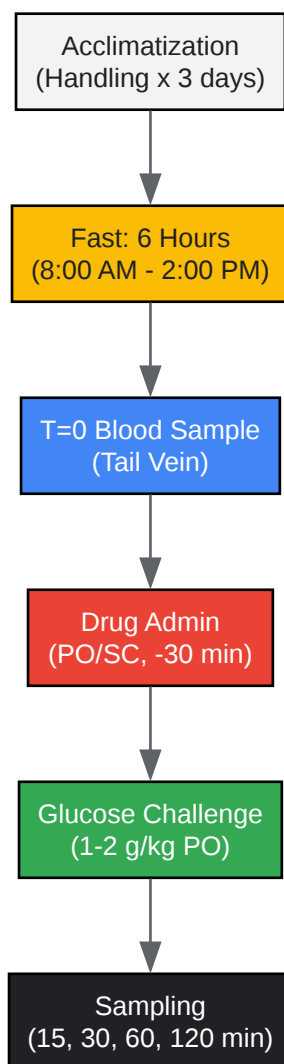 Acclimatization
(Handling x 3 days)
Fast: 6 Hours
(8:00 AM - 2:00 PM)
T=0 Blood Sample
(Tail Vein)
Drug Admin
(PO/SC, -30 min)
Glucose Challenge
(1-2 g/kg PO)
Sampling
(15, 30, 60, 120 min)